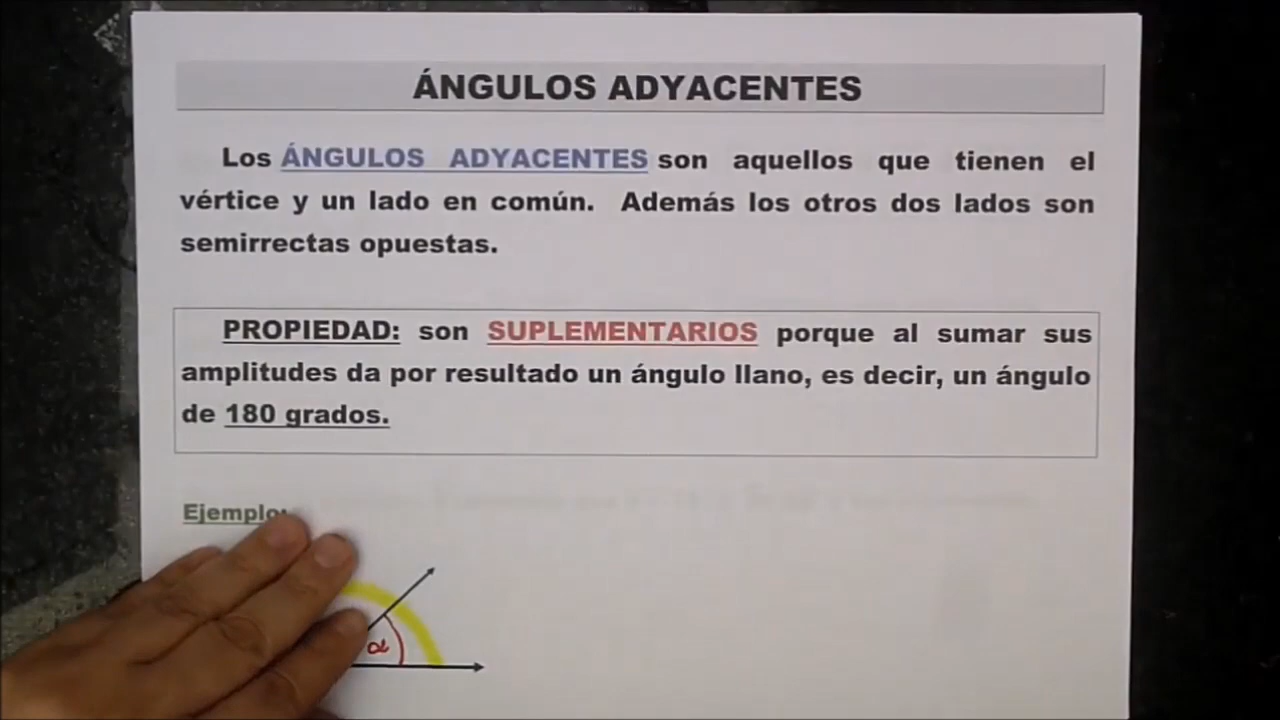 ÁNGULOS ADYACENTES
Los ÁNGULOS ADYACENTES son aquellos que tienen el
vértice y un lado en común. Además los otros dos lados son
semirrectas opuestas.
PROPIEDAD: son SUPLEMENTARIOS porque al sumar sus
amplitudes da por resultado un ángulo llano, es decir, un ángulo
de 180 grados.
Ejemplo:
α